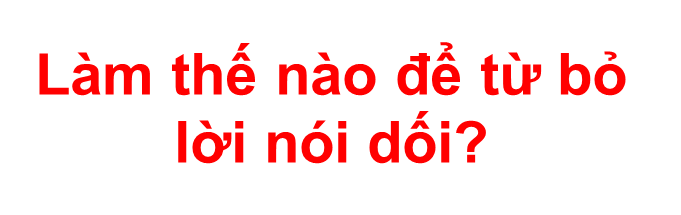 Làm thế nào để từ bỏ
lời nói dối?